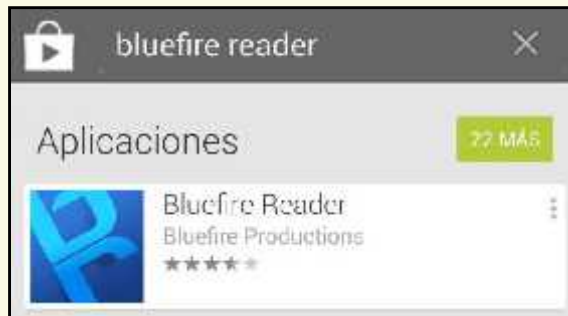 bluefire reader
Aplicaciones
22 MÁS
Bluefire Reader
Bluefire Productions